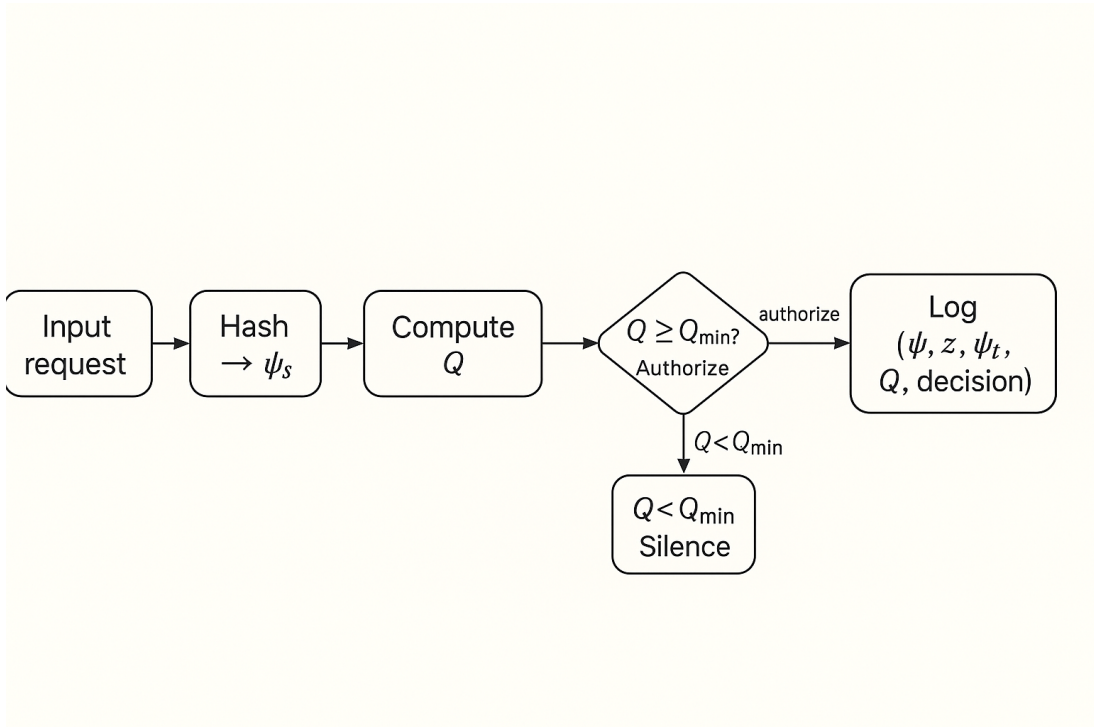 Input
request
Hash
→ ψₛ
Compute
Q
Q ≥ Qmin?
Authorize
authorize
Log
(ψ, z, ψₜ,
Q, decision)
Q < Qmin
Q < Qmin
Silence